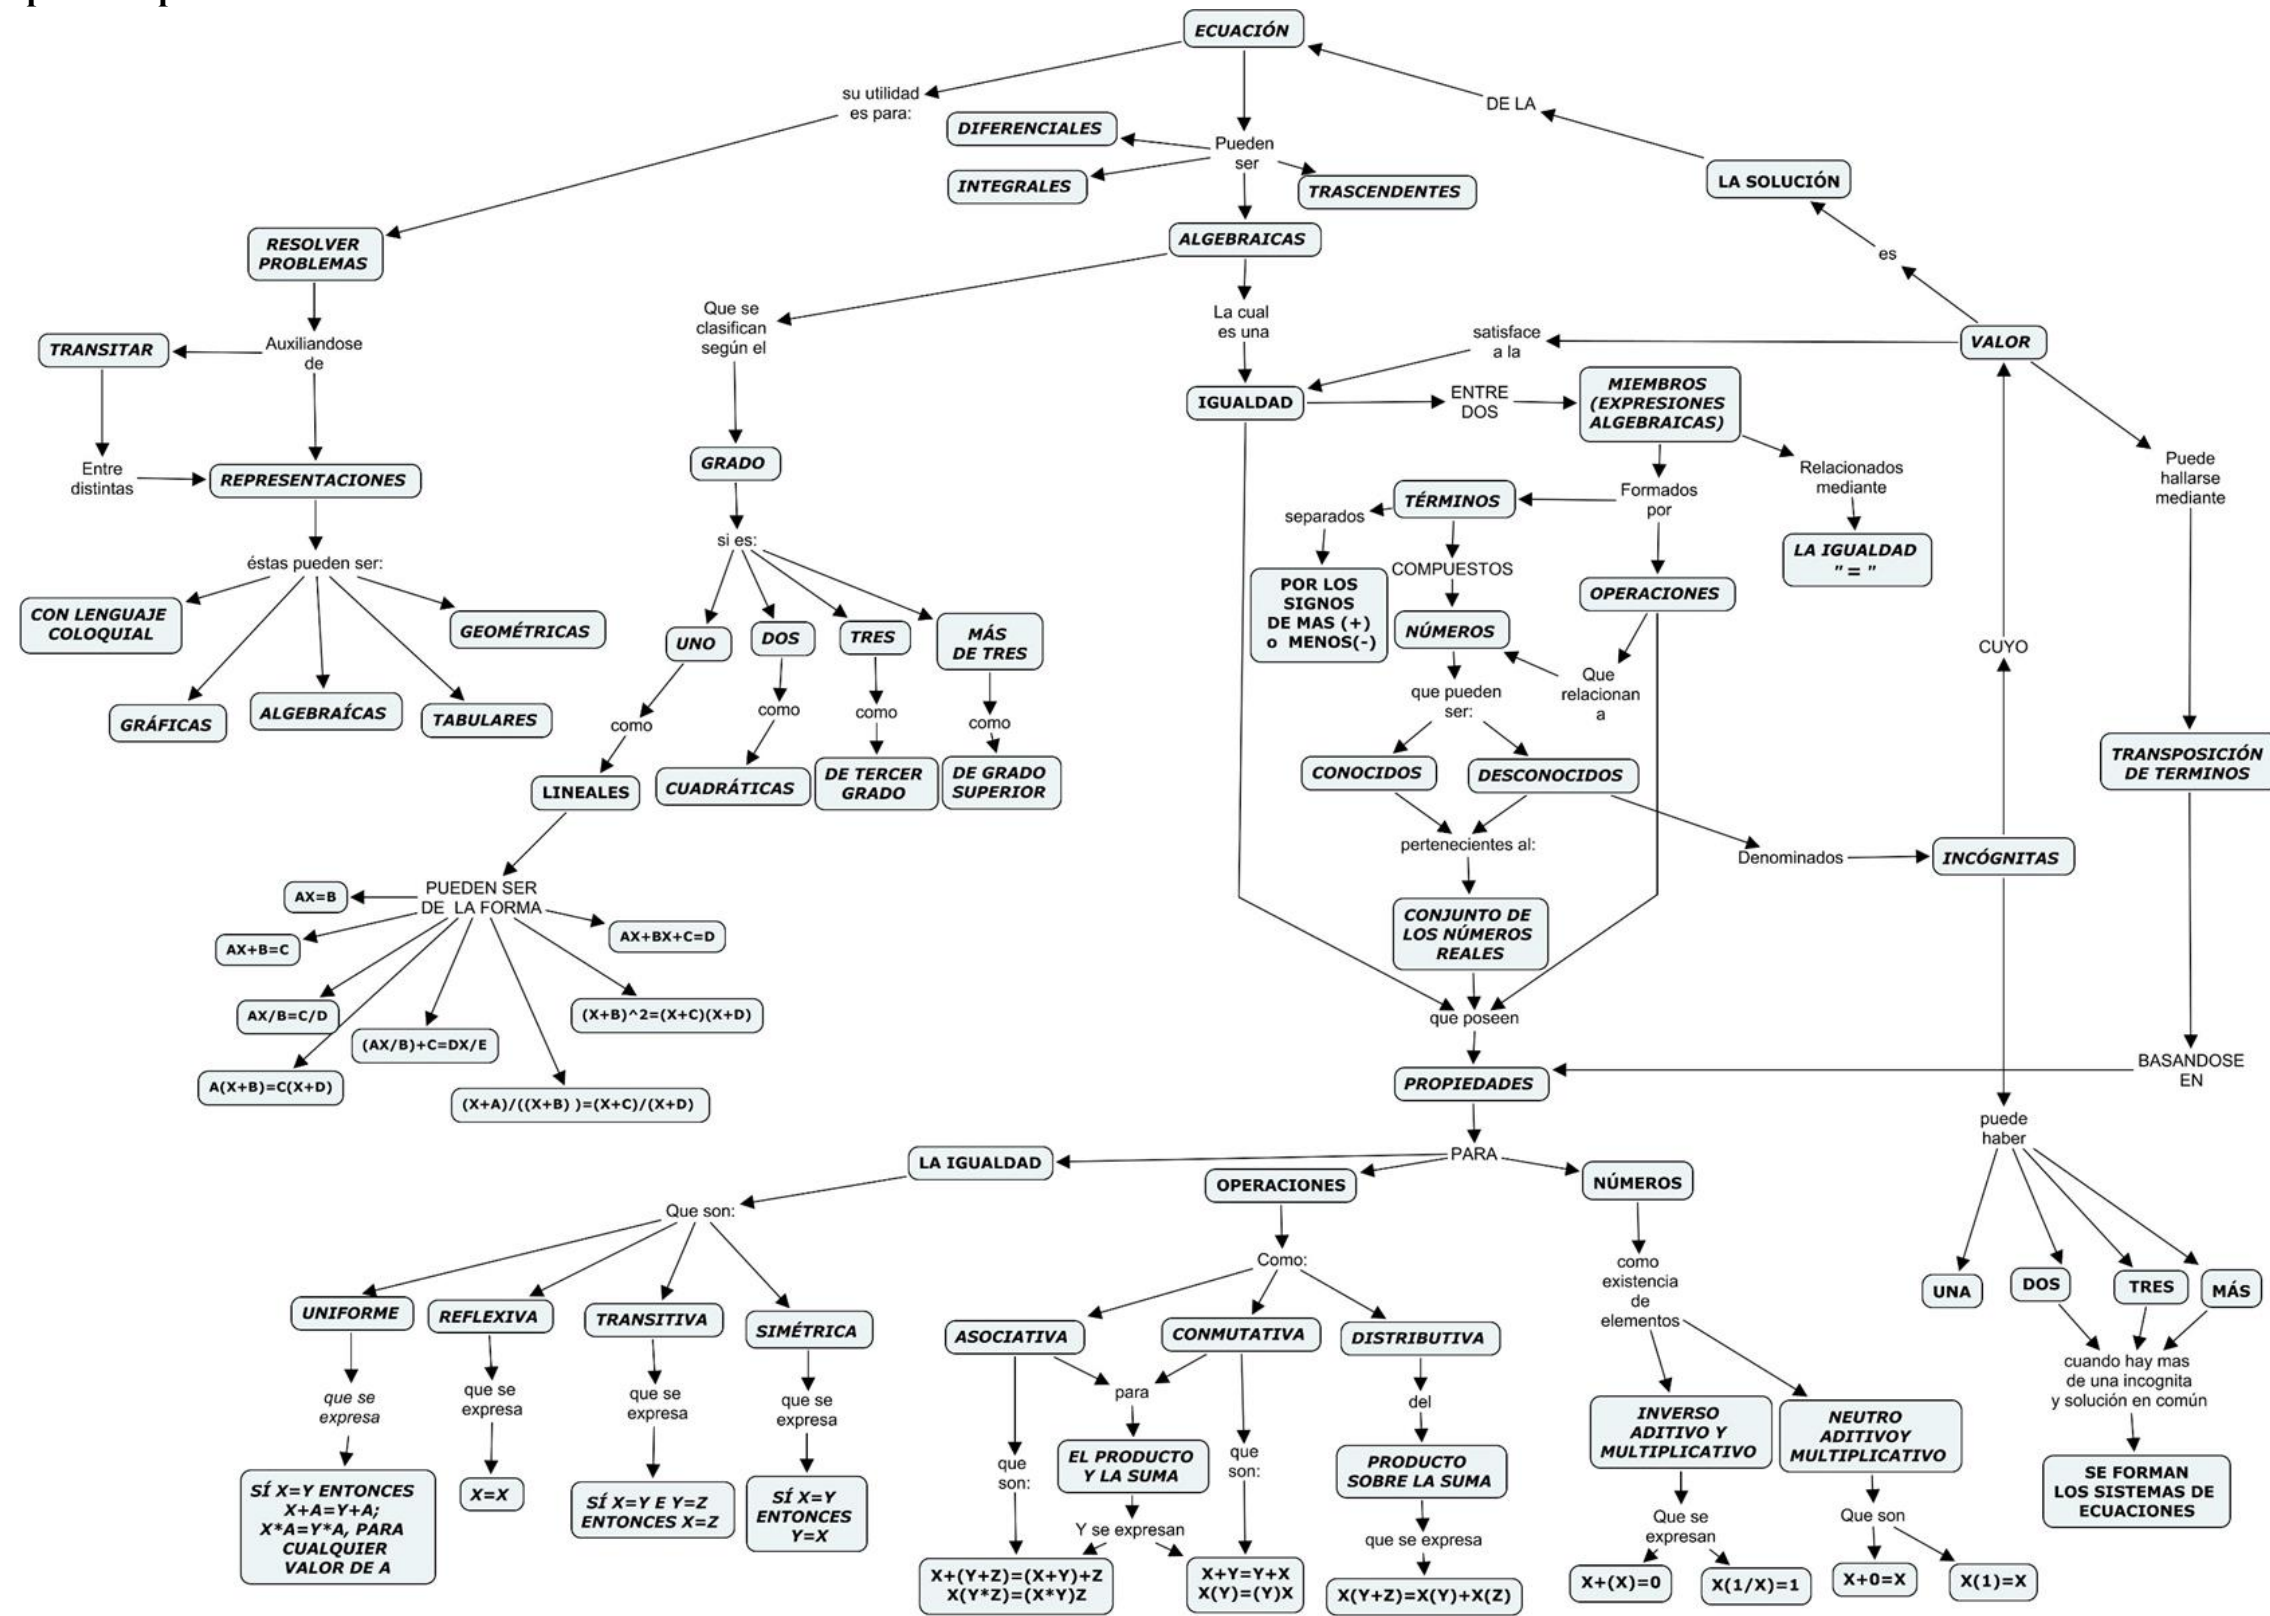 ECUACIÓN
su utilidad
es para:
DE LA
DIFERENCIALES
Pueden
ser
INTEGRALES
TRASCENDENTES
LA SOLUCIÓN
RESOLVER
PROBLEMAS
ALGEBRAICAS
es
Que se
clasifican
según el
La cual
es una
TRANSITAR
Auxiliandose
de
satisface
a la
VALOR
IGUALDAD
ENTRE
DOS
MIEMBROS
(EXPRESIONES
ALGEBRAICAS)
Entre
distintas
REPRESENTACIONES
GRADO
Relacionados
mediante
Puede
hallarse
mediante
TÉRMINOS
Formados
por
separados
si es:
LA IGUALDAD
" = "
éstas pueden ser:
COMPUESTOS
POR LOS
SIGNOS
DE MAS (+)
o MENOS(-)
OPERACIONES
CON LENGUAJE
COLOQUIAL
GEOMÉTRICAS
UNO
DOS
TRES
MÁS
DE TRES
NÚMEROS
CUYO
Que
relacionan
a
que pueden
ser:
GRÁFICAS
ALGEBRAÍCAS
TABULARES
como
como
como
como
LINEALES
CUADRÁTICAS
DE TERCER
GRADO
DE GRADO
SUPERIOR
CONOCIDOS
DESCONOCIDOS
TRANSPOSICIÓN
DE TERMINOS
pertenecientes al:
Denominados
INCÓGNITAS
PUEDEN SER
DE LA FORMA
AX=B
AX+B=C
AX+BX+C=D
CONJUNTO DE
LOS NÚMEROS
REALES
AX/B=C/D
(X+B)^2=(X+C)(X+D)
que poseen
(AX/B)+C=DX/E
A(X+B)=C(X+D)
(X+A)/((X+B) )=(X+C)/(X+D)
PROPIEDADES
BASANDOSE
EN
puede
haber
PARA
LA IGUALDAD
OPERACIONES
NÚMEROS
Que son:
Como:
como
existencia
de
elementos
UNA
DOS
TRES
MÁS
UNIFORME
REFLEXIVA
TRANSITIVA
SIMÉTRICA
ASOCIATIVA
CONMUTATIVA
DISTRIBUTIVA
cuando hay mas
de una incognita
y solución en común
que se
expresa
que se
expresa
que se
expresa
que se
expresa
para
del
INVERSO
ADITIVO Y
MULTIPLICATIVO
NEUTRO
ADITIVOY
MULTIPLICATIVO
que
son:
EL PRODUCTO
Y LA SUMA
que
son:
PRODUCTO
SOBRE LA SUMA
SE FORMAN
LOS SISTEMAS DE
ECUACIONES
SÍ X=Y ENTONCES
X+A=Y+A;
X*A=Y*A, PARA
CUALQUIER
VALOR DE A
X=X
SÍ X=Y E Y=Z
ENTONCES X=Z
SÍ X=Y
ENTONCES
Y=X
Y se expresan
que se expresa
Que se
expresan
Que son
X+(Y+Z)=(X+Y)+Z
X(Y*Z)=(X*Y)Z
X+Y=Y+X
X(Y)=(Y)X
X(Y+Z)=X(Y)+X(Z)
X+(X)=0
X(1/X)=1
X+0=X
X(1)=X